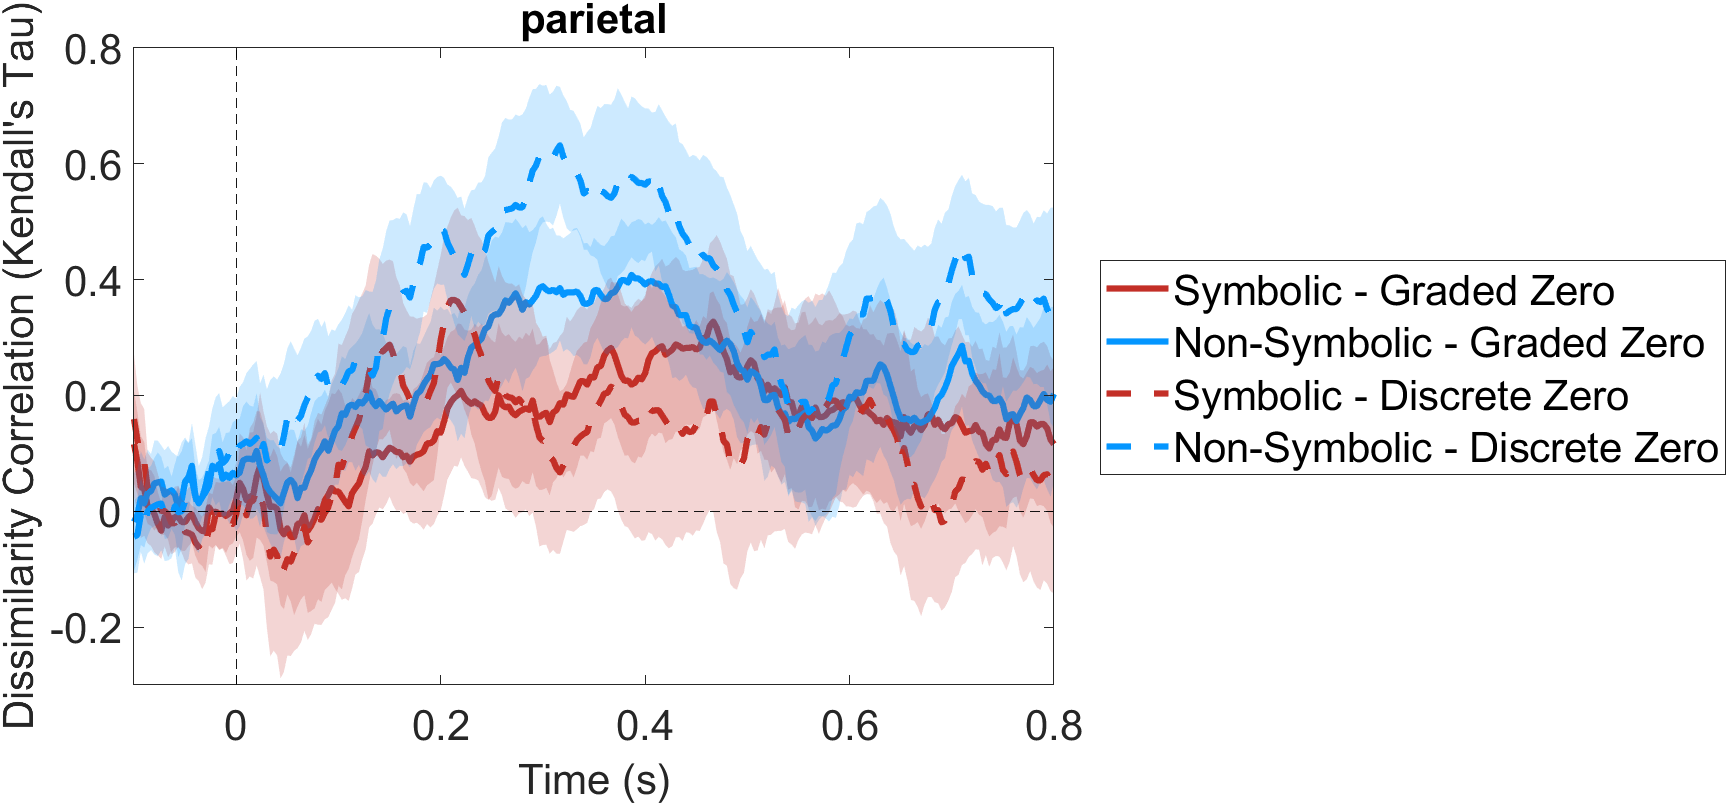 parietal
Dissimilarity Correlation (Kendall's Tau)
0.8
0.6
0.4
0.2
0
-0.2
0
0.2
0.4
0.6
0.8
Time (s)
Symbolic - Graded Zero
Non-Symbolic - Graded Zero
Symbolic - Discrete Zero
Non-Symbolic - Discrete Zero